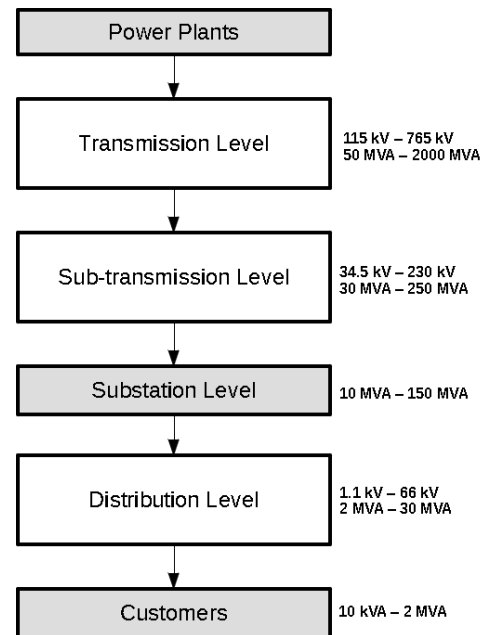 Power Plants
Transmission Level
115 kV – 765 kV
50 MVA – 2000 MVA
Sub-transmission Level
34.5 kV – 230 kV
30 MVA – 250 MVA
Substation Level
10 MVA – 150 MVA
Distribution Level
1.1 kV – 66 kV
2 MVA – 30 MVA
Customers
10 kVA – 2 MVA